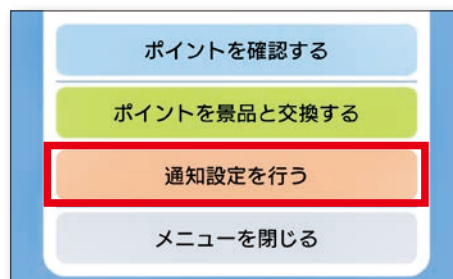 ポイントを確認する
ポイントを景品と交換する
通知設定を行う
メニューを閉じる